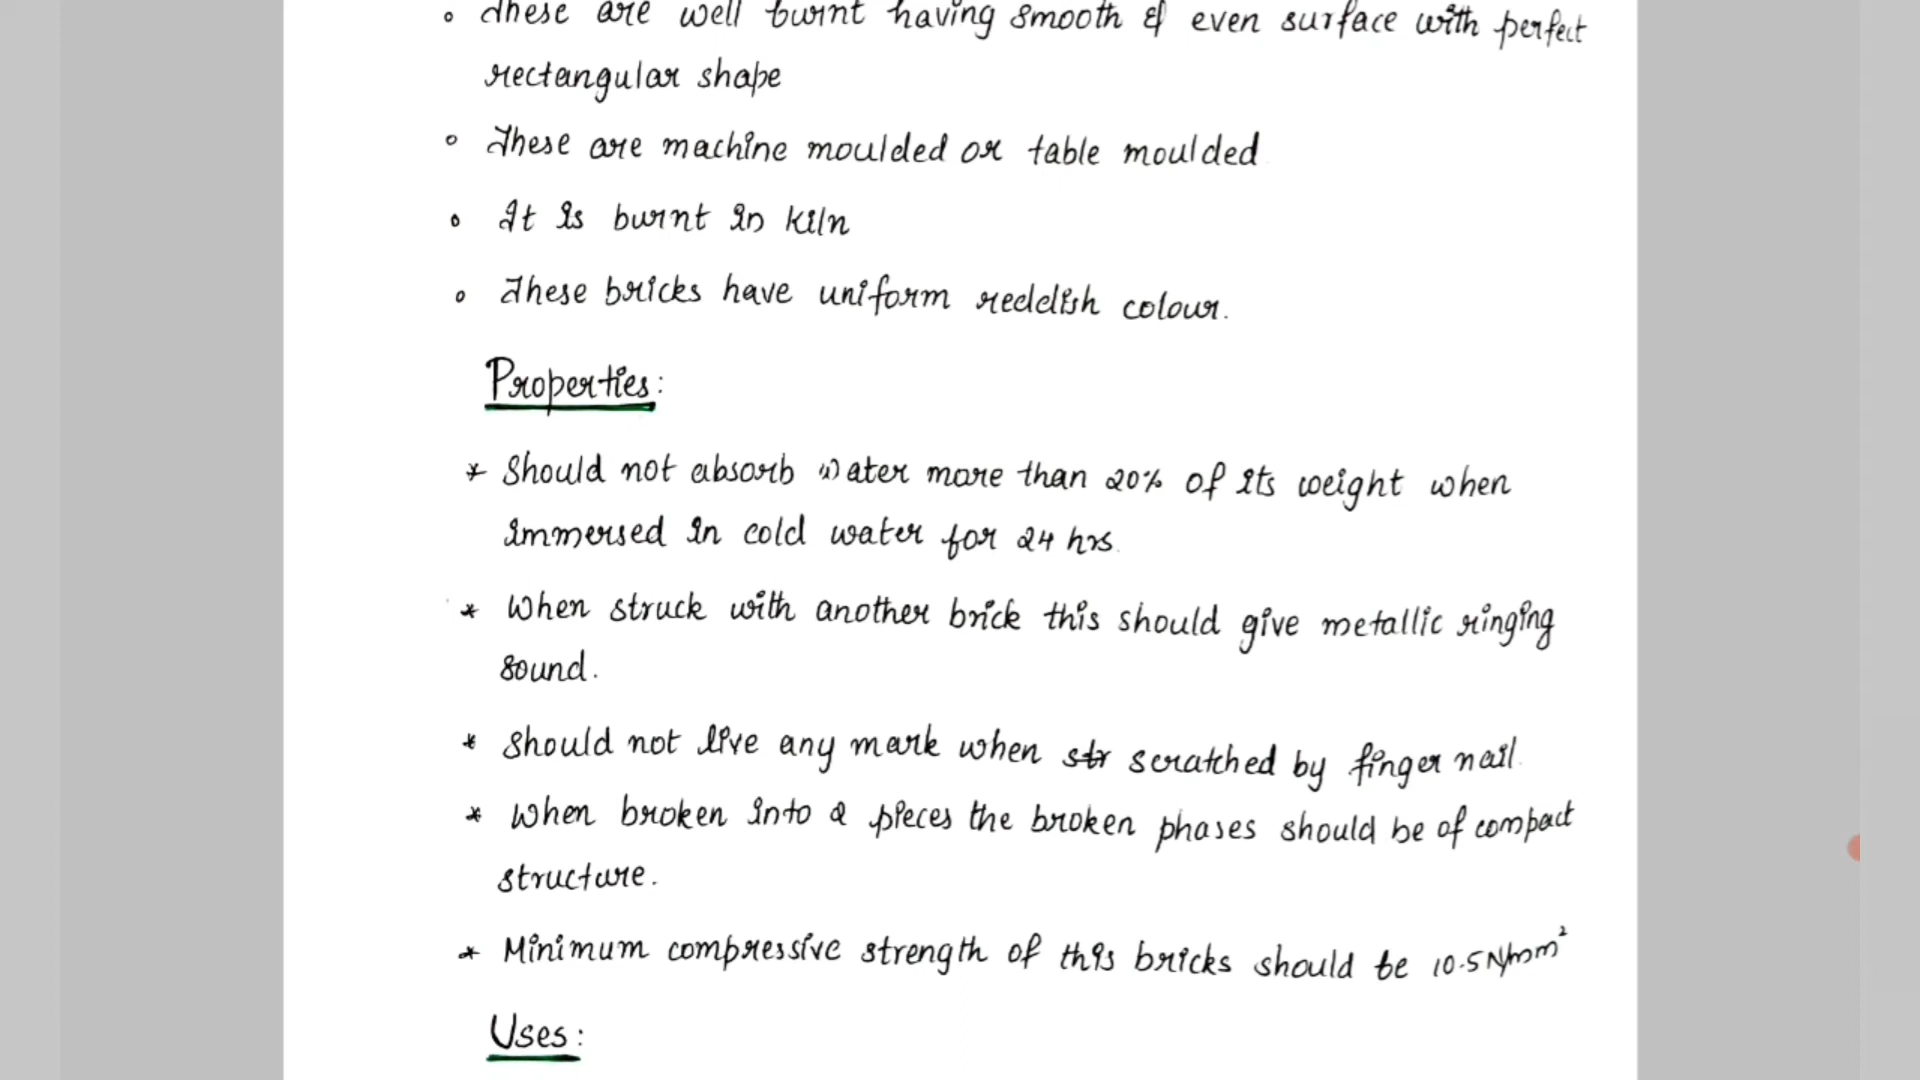 ◦ These are well burnt having smooth & even surface with perfect
rectangular shape
◦ These are machine moulded or table moulded
◦ It is burnt in kiln
◦ These bricks have uniform reddish colour.
Properties:
* Should not absorb water more than 20% of its weight when
immersed in cold water for 24 hrs.
* When struck with another brick this should give metallic ringing
sound.
* Should not live any mark when str scratched by finger nail.
* When broken into 2 pieces the broken phases should be of compact
structure.
* Minimum compressive strength of this bricks should be 10.5 N/mm²
Uses: